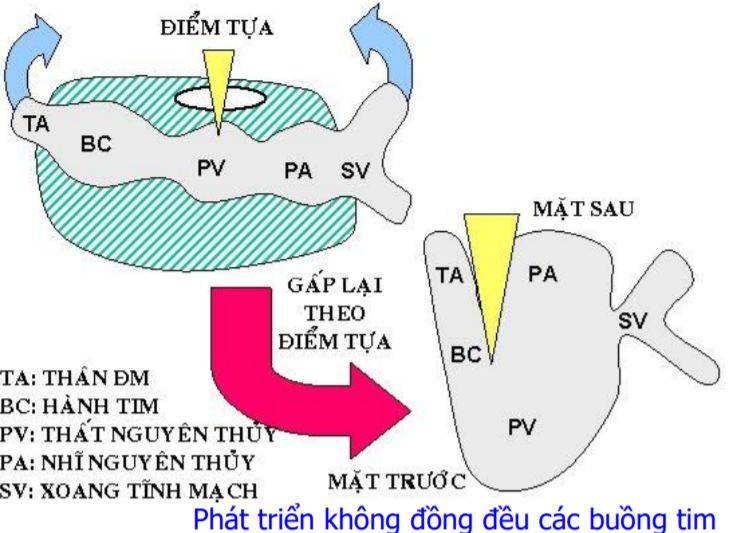 ĐIỂM TỰA
TA
BC
PV
PA
SV
MẶT SAU
TA
PA
SV
BC
PV
GẤP LẠI
THEO
ĐIỂM TỰA
TA: THÂN ĐM
BC: HÀNH TIM
PV: THẤT NGUYÊN THỦY
PA: NHĨ NGUYÊN THỦY
SV: XOANG TĨNH MẠCH
MẶT TRƯỚC
Phát triển không đồng đều các buồng tim